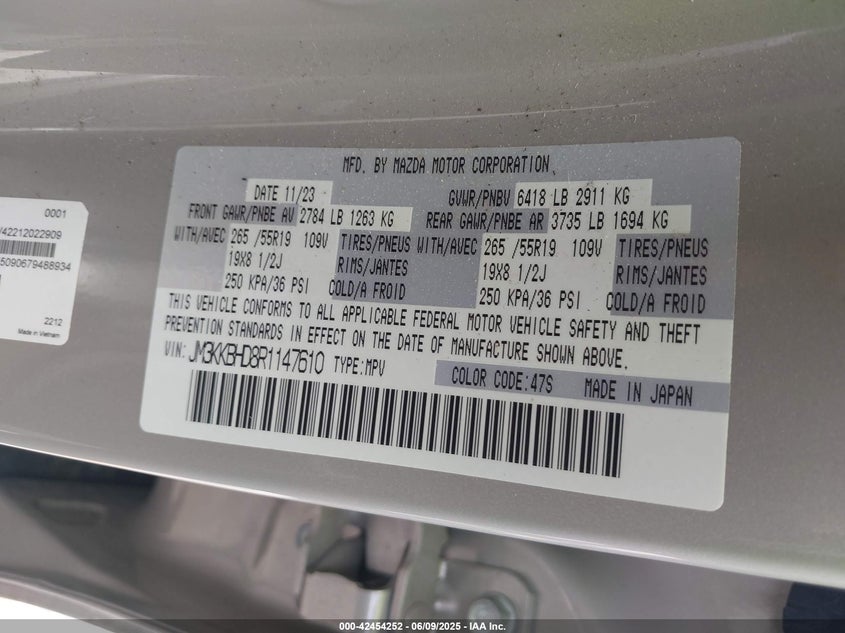 0001
42212022909
5090679488934
2212
Made in Vietnam
MFD. BY MAZDA MOTOR CORPORATION
DATE 11/23 GVWR/PNBV 6418 LB 2911 KG
FRONT GAWR/PNBE AV 2784 LB 1263 KG REAR GAWR/PNBE AR 3735 LB 1694 KG
WITH/AVEC 265 /55R19 109V TIRES/PNEUS WITH/AVEC 265 /55R19 109V TIRES/PNEUS
19X8 1/2J RIMS/JANTES 19X8 1/2J RIMS/JANTES
250 KPA/36 PSI COLD/A FROID 250 KPA/36 PSI COLD/A FROID
THIS VEHICLE CONFORMS TO ALL APPLICABLE FEDERAL MOTOR VEHICLE SAFETY AND THEFT
PREVENTION STANDARDS IN EFFECT ON THE DATE OF MANUFACTURE SHOWN ABOVE.
VIN: JM3KKBHD8R1147610 TYPE:MPV
COLOR CODE:47S MADE IN JAPAN
000-42454252 - 06/09/2025 - IAA Inc.